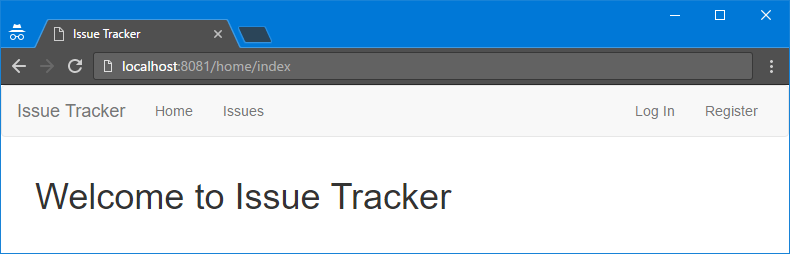 Issue Tracker
localhost:8081/home/index
Issue Tracker Home Issues Log In Register
Welcome to Issue Tracker